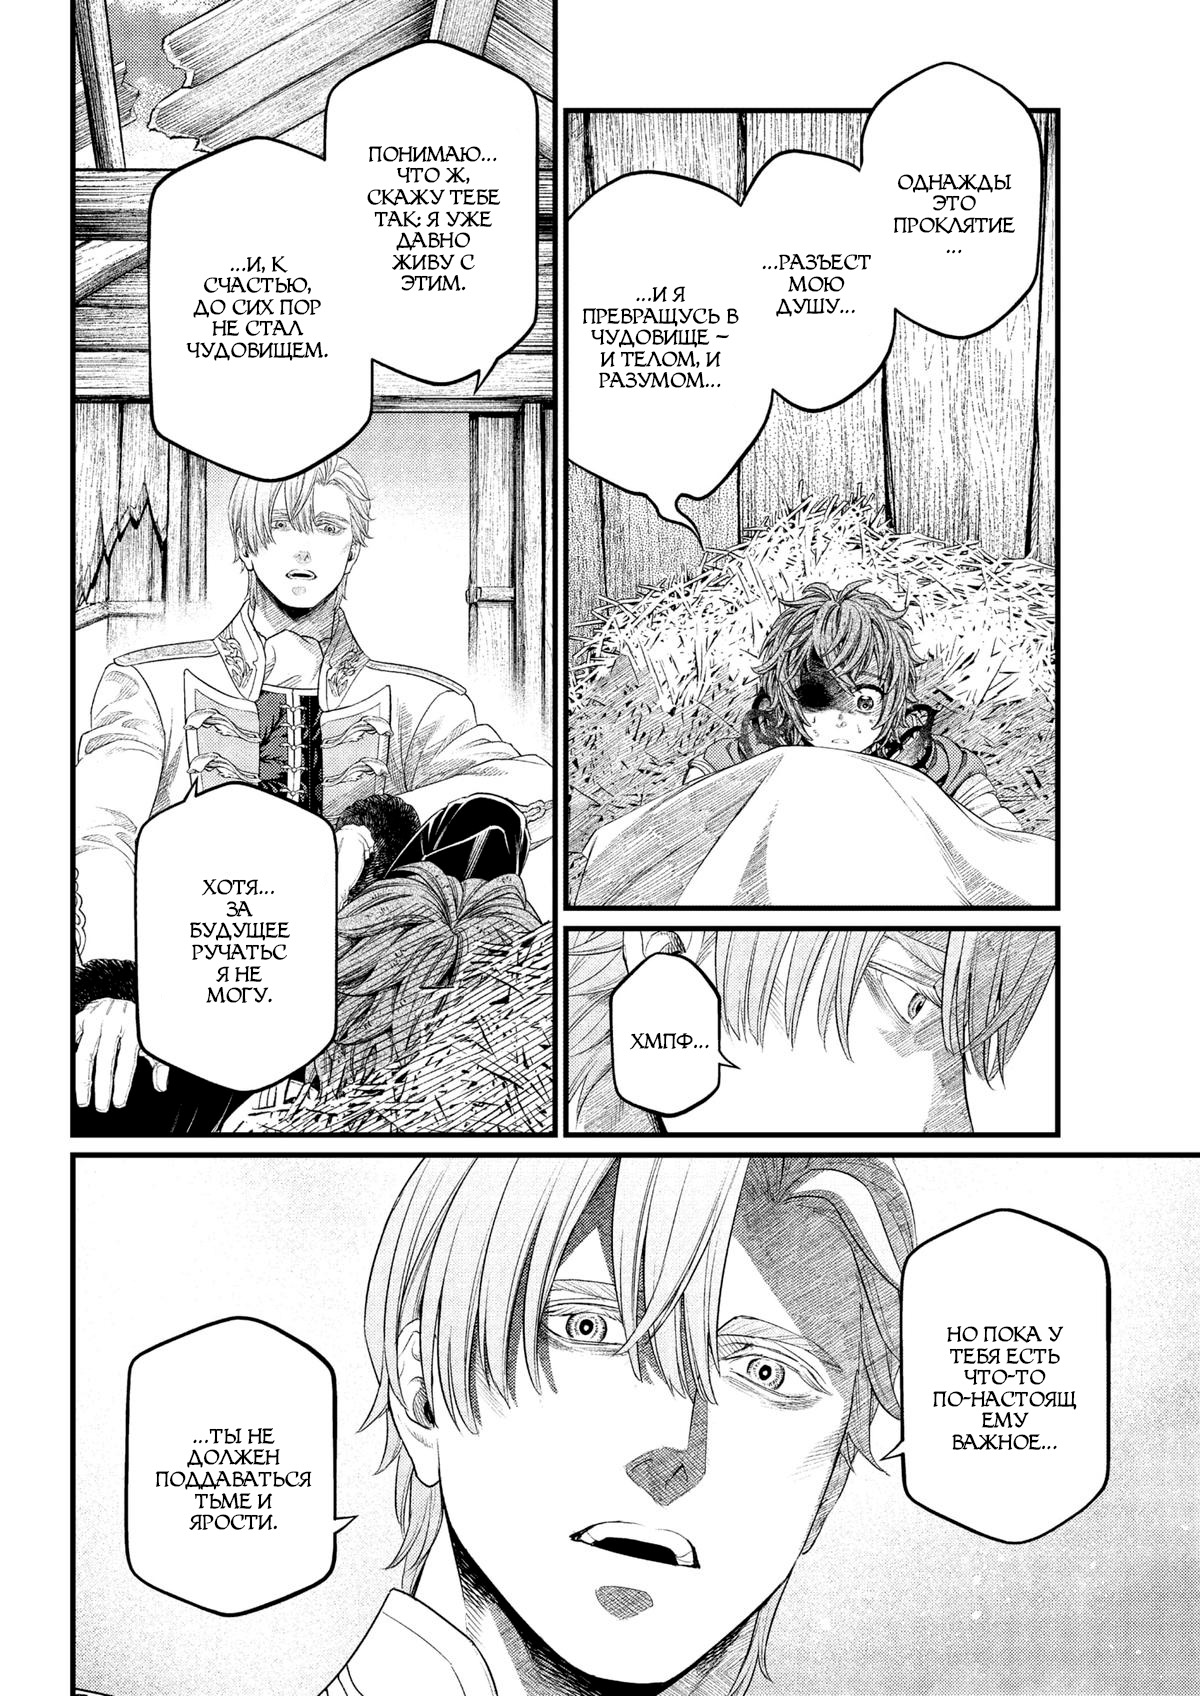 ОДНАЖДЫ
ЭТО
ПРОКЛЯТИЕ
...
...РАЗЪЕСТ
МОЮ
ДУШУ...
...И Я
ПРЕВРАЩУСЬ В
ЧУДОВИЩЕ –
И ТЕЛОМ, И
РАЗУМОМ...
ПОНИМАЮ...
ЧТО Ж,
СКАЖУ ТЕБЕ
ТАК: Я УЖЕ
ДАВНО
ЖИВУ С
ЭТИМ.
...И, К
СЧАСТЬЮ,
ДО СИХ ПОР
НЕ СТАЛ
ЧУДОВИЩЕМ.
ХОТЯ...
ЗА
БУДУЩЕЕ
РУЧАТЬС
Я НЕ
МОГУ.
ХМПФ...
НО ПОКА У
ТЕБЯ ЕСТЬ
ЧТО-ТО
ПО-НАСТОЯЩ
ЕМУ
ВАЖНОЕ...
...ТЫ НЕ
ДОЛЖЕН
ПОДДАВАТЬСЯ
ТЬМЕ И
ЯРОСТИ.